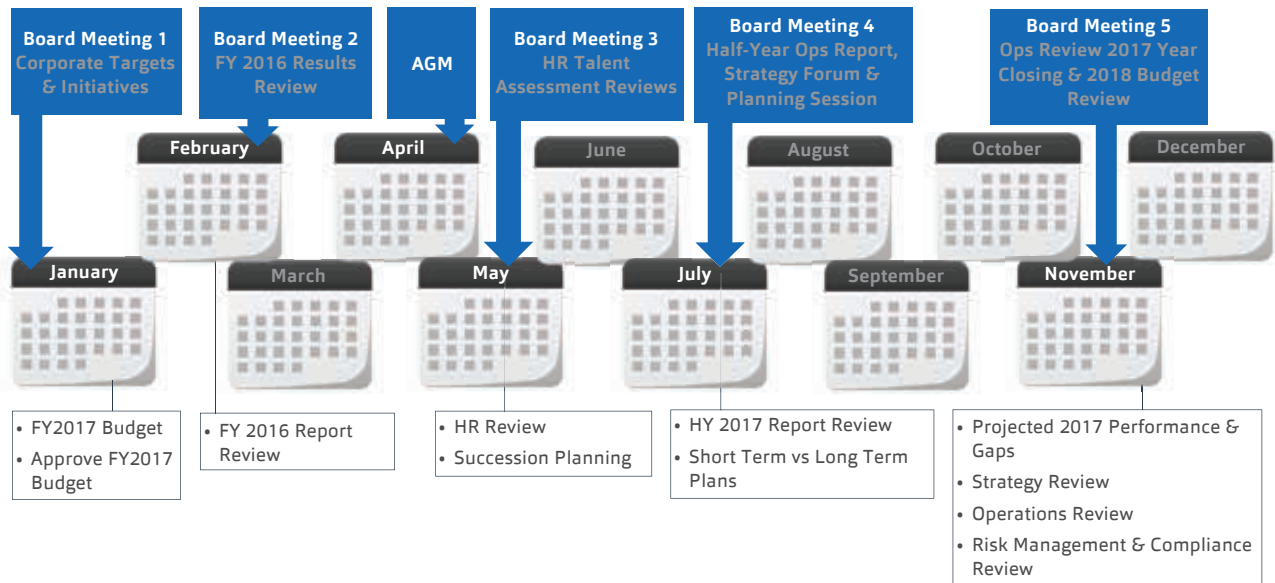 Board Meeting 1
Corporate Targets
& Initiatives
Board Meeting 2
FY 2016 Results
Review
AGM
Board Meeting 3
HR Talent
Assessment Reviews
Board Meeting 4
Half-Year Ops Report,
Strategy Forum &
Planning Session
Board Meeting 5
Ops Review 2017 Year
Closing & 2018 Budget
Review
February
April
June
August
October
December
January
March
May
July
September
November
• FY2017 Budget
• Approve FY2017
Budget
• FY 2016 Report
Review
• HR Review
• Succession Planning
• HY 2017 Report Review
• Short Term vs Long Term
Plans
• Projected 2017 Performance &
Gaps
• Strategy Review
• Operations Review
• Risk Management & Compliance
Review